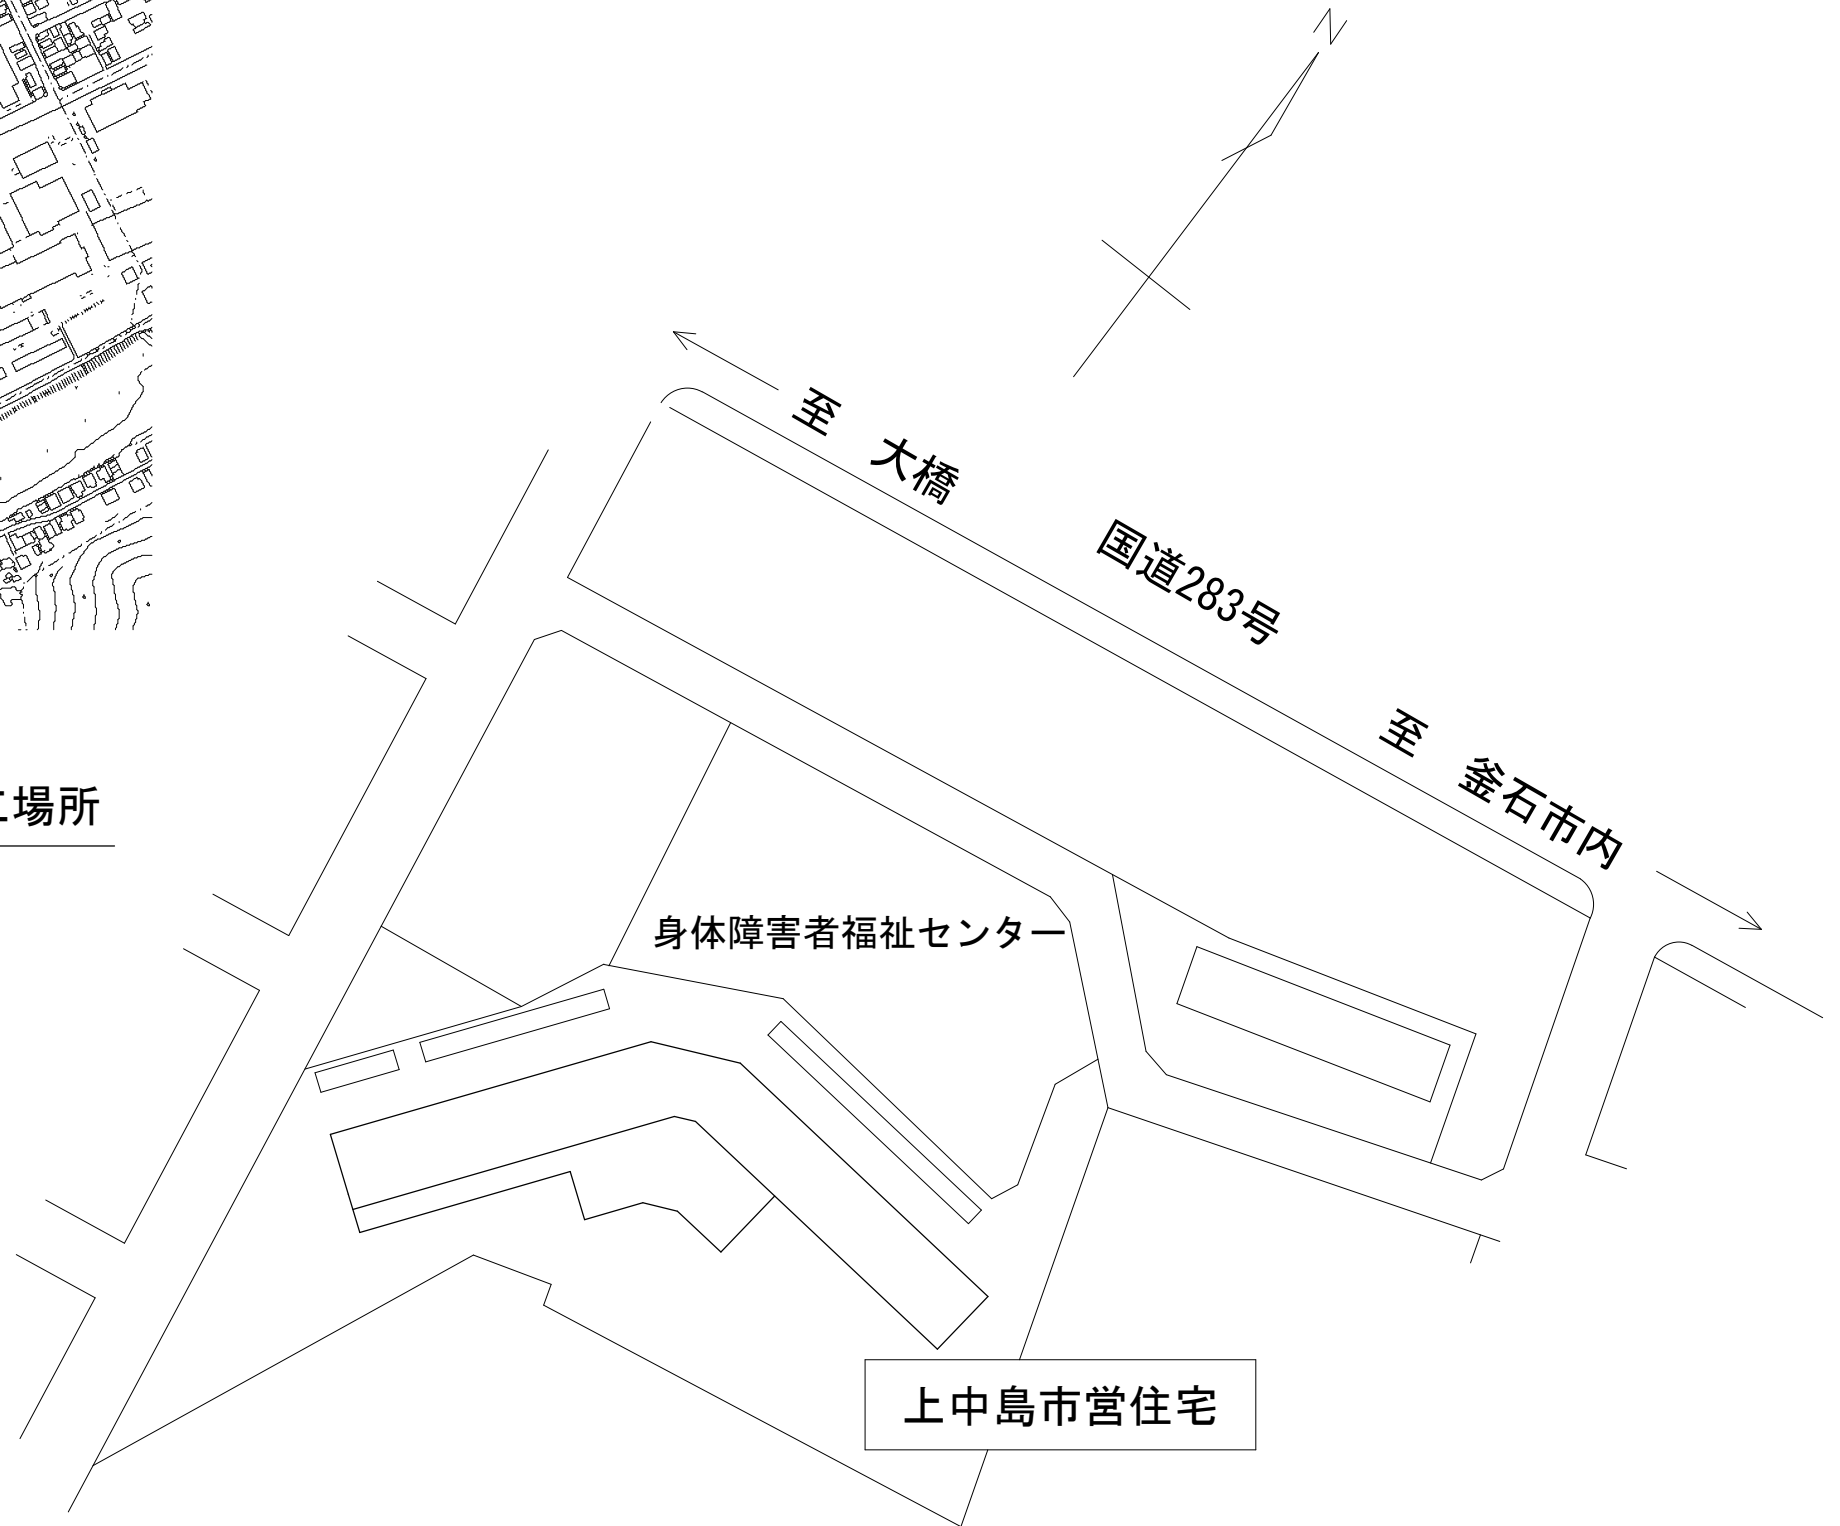 N
至　大橋
国道283号
至　釜石市内
場所
身体障害者福祉センター
上中島市営住宅